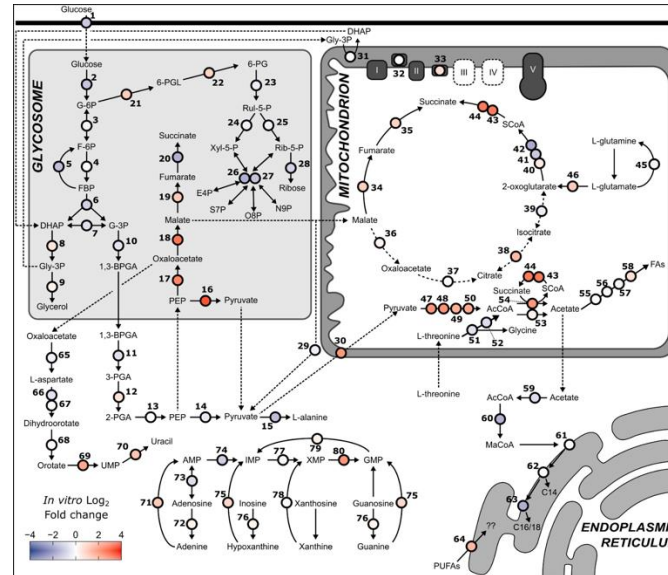 Glucose
1
DHAP
Gly-3P
31
32
33
I
II
III
IV
V
GLYCOSOME
Glucose
2
G-6P
21
6-PGL
22
6-PG
23
3
Rul-5-P
24
25
F-6P
5
4
Xyl-5-P
Rib-5-P
FBP
26
27
28
Ribose
6
E4P
S7P
O8P
N9P
Succinate
20
Fumarate
19
Malate
18
Oxaloacetate
17
PEP
16
Pyruvate
DHAP
7
G-3P
8
10
Gly-3P
1,3-BPGA
9
Glycerol
MITOCHONDRION
Succinate
44
43
SCoA
35
42
41
40
Fumarate
34
2-oxoglutarate
46
L-glutamine
45
L-glutamate
Malate
39
36
Isocitrate
Oxaloacetate
38
37
Citrate
44
43
Succinate
SCoA
54
Pyruvate
47
48
49
50
AcCoA
53
Acetate
55
56
57
58
FAs
L-threonine
51
52
Glycine
29
30
Oxaloacetate
65
1,3-BPGA
11
L-aspartate
3-PGA
66
67
12
Dihydroorotate
2-PGA
13
PEP
14
Pyruvate
15
L-alanine
L-threonine
68
Orotate
69
UMP
70
Uracil
AcCoA
59
Acetate
60
MaCoA
61
62
C14
63
C16/18
64
??
PUFAs
ENDOPLASM
RETICULU
79
AMP
74
IMP
77
XMP
80
GMP
73
71
Adenosine
75
Inosine
78
Xanthosine
Guanosine
75
72
76
76
Adenine
Hypoxanthine
Xanthine
Guanine
In vitro Log2
Fold change
−4
−2
0
2
4